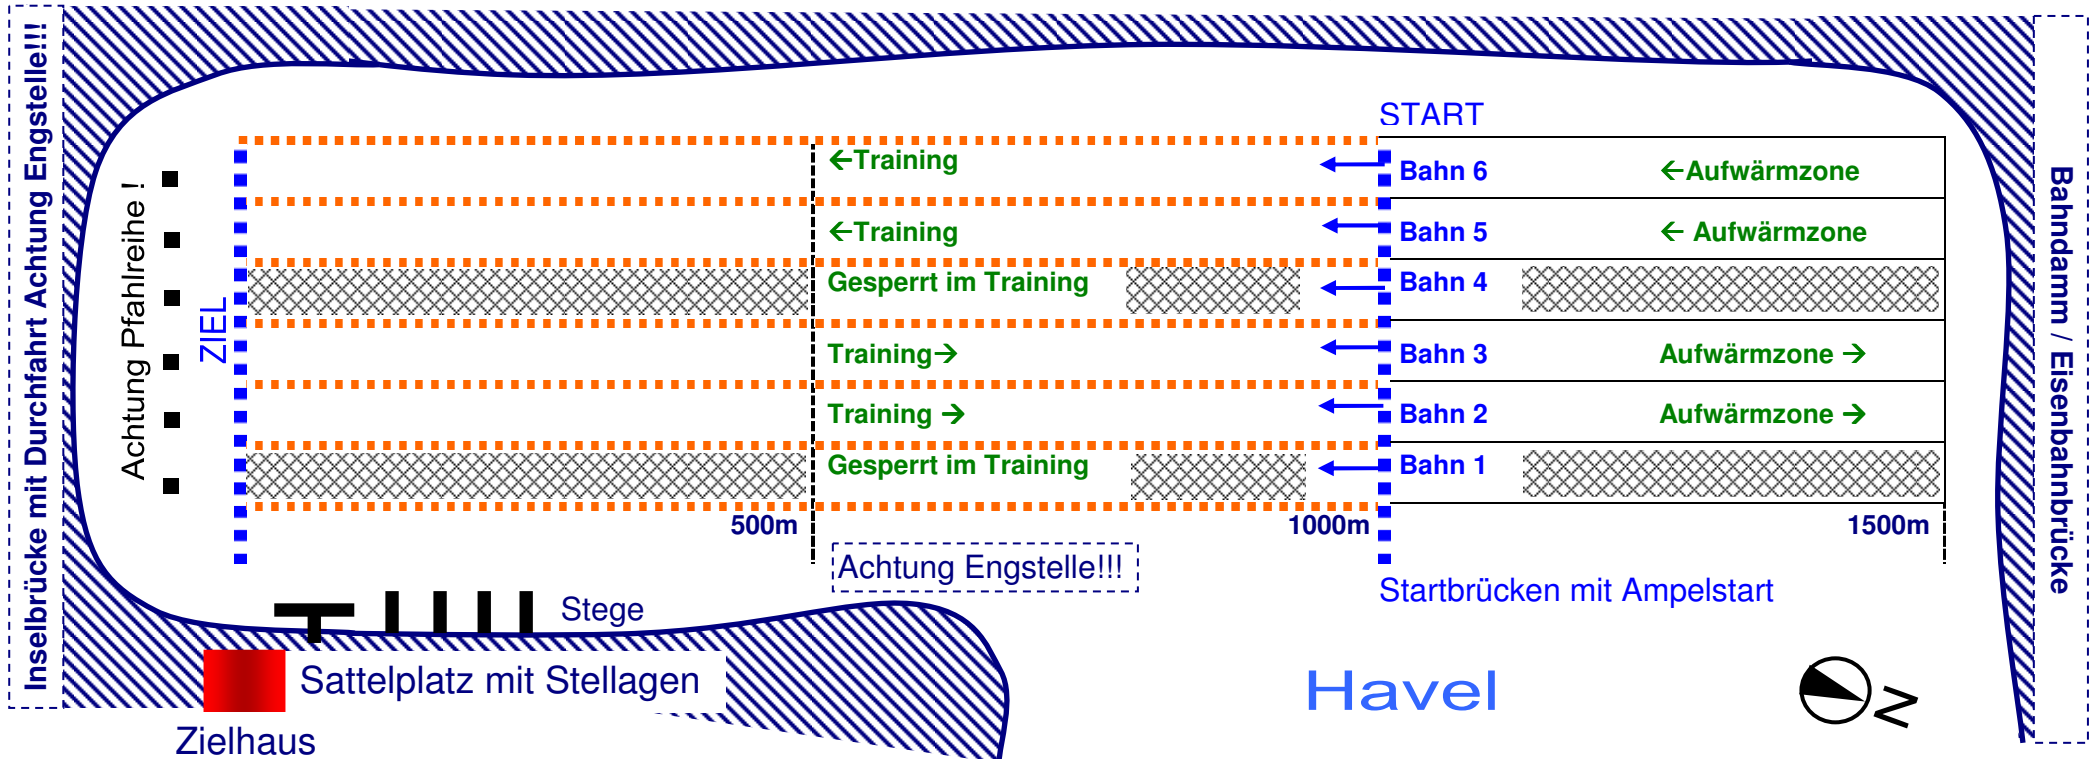 Inselbrücke mit Durchfahrt Achtung Engstelle!!!
Achtung Pfahlreihe !
ZIEL
START
←Training
Bahn 6
←Aufwärmzone
←Training
Bahn 5
← Aufwärmzone
Gesperrt im Training
Bahn 4
Training→
Bahn 3
Aufwärmzone →
Training →
Bahn 2
Aufwärmzone →
Gesperrt im Training
Bahn 1
500m
1000m
1500m
Achtung Engstelle!!!
Startbrücken mit Ampelstart
Stege
Sattelplatz mit Stellagen
Zielhaus
Havel
N
Bahndamm / Eisenbahnbrücke